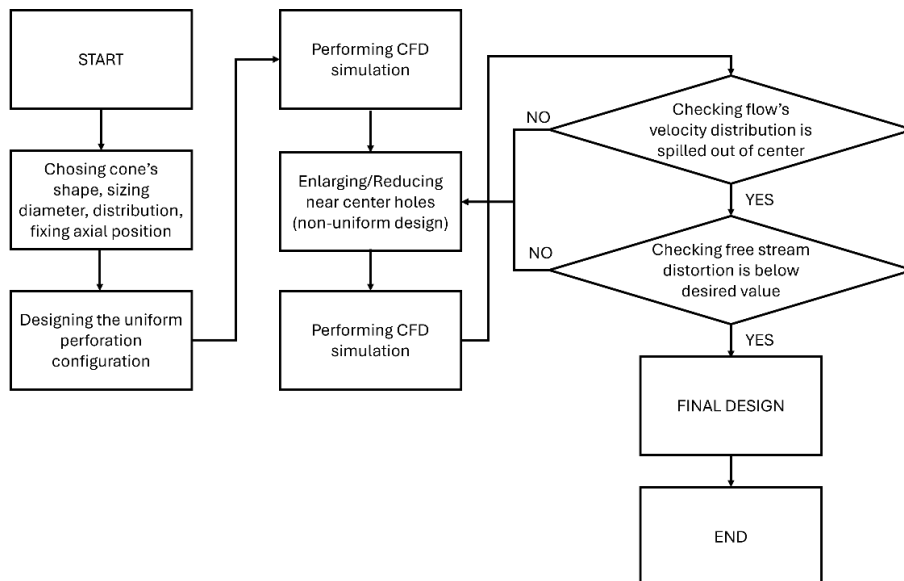 START
Chosing cone's
shape, sizing
diameter, distribution,
fixing axial position
Designing the uniform
perforation
configuration
Performing CFD
simulation
Enlarging/Reducing
near center holes
(non-uniform design)
Performing CFD
simulation
NO
Checking flow's
velocity distribution is
spilled out of center
YES
NO
Checking free stream
distortion is below
desired value
YES
FINAL DESIGN
END